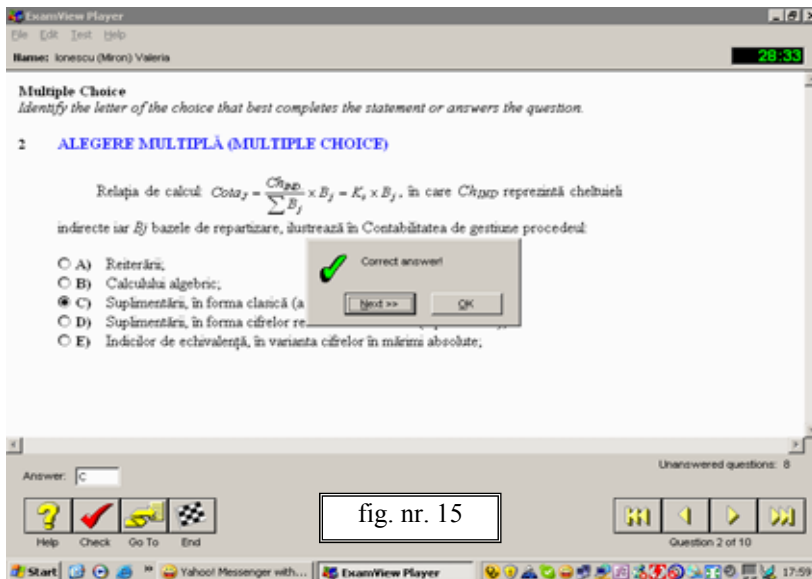 ExamView Player
File Edit Test Help
Name: Ionescu (Miron) Valeria
28:33
Multiple Choice
Identify the letter of the choice that best completes the statement or answers the question.
2 ALEGERE MULTIPLĂ (MULTIPLE CHOICE)
Relaţia de calcul: Cota_J = Ch_IND / ∑ B_j × B_j = K_s × B_j, în care Ch_IND reprezintă cheltuieli
indirecte iar Bj bazele de repartizare, ilustrează în Contabilitatea de gestiune procedeul:
A) Reiterării;
B) Calculului algebric;
C) Suplimentării, în forma clasică (a
D) Suplimentării, în forma cifrelor re
E) Indicilor de echivalenţă, în varianta cifrelor în mărimi absolute;
Correct answer!
Next >> OK
Answer: C
Unanswered questions: 8
Help Check Go To End
fig. nr. 15
Question 2 of 10
Start Yahoo! Messenger with... ExamView Player 17:59